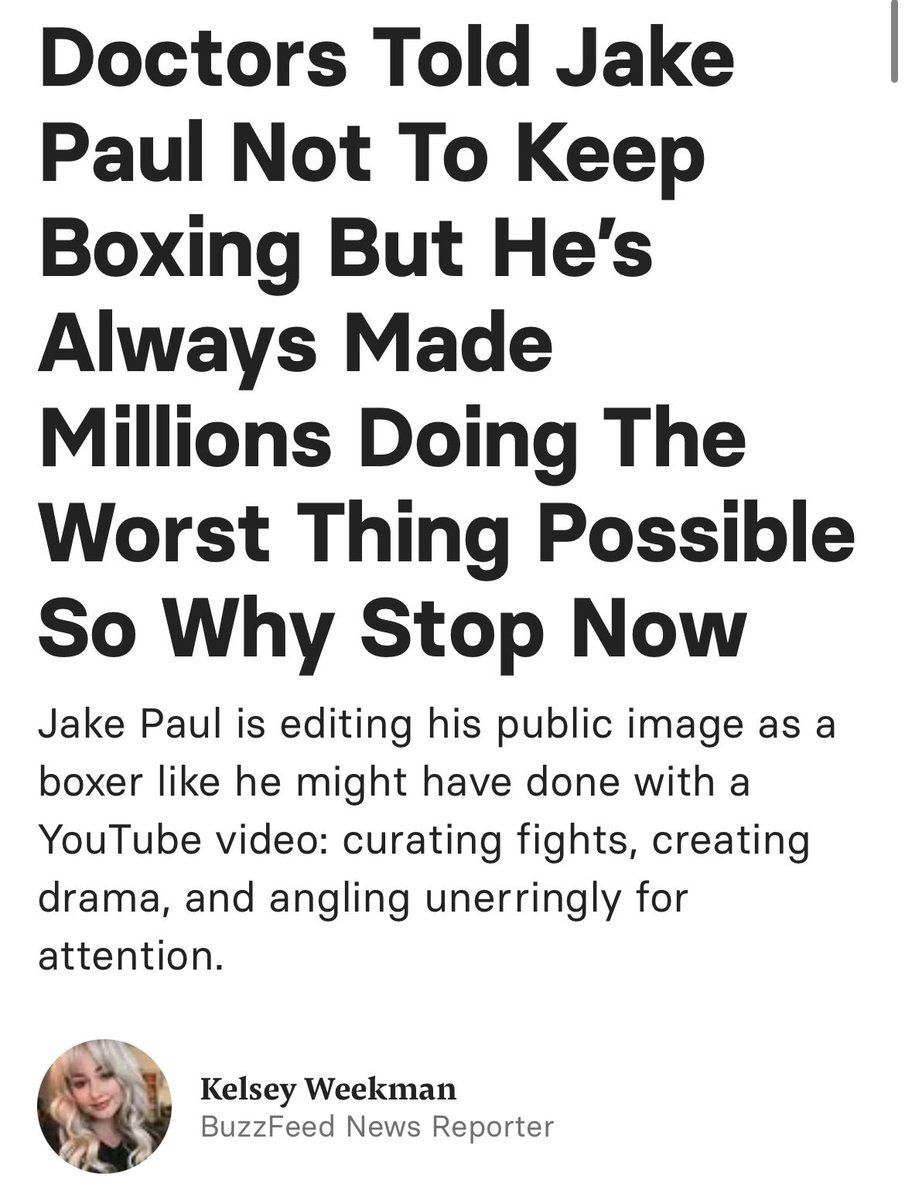 Doctors Told Jake
Paul Not To Keep
Boxing But He’s
Always Made
Millions Doing The
Worst Thing Possible
So Why Stop Now
Jake Paul is editing his public image as a
boxer like he might have done with a
YouTube video: curating fights, creating
drama, and angling unerringly for
attention.
Kelsey Weekman
BuzzFeed News Reporter